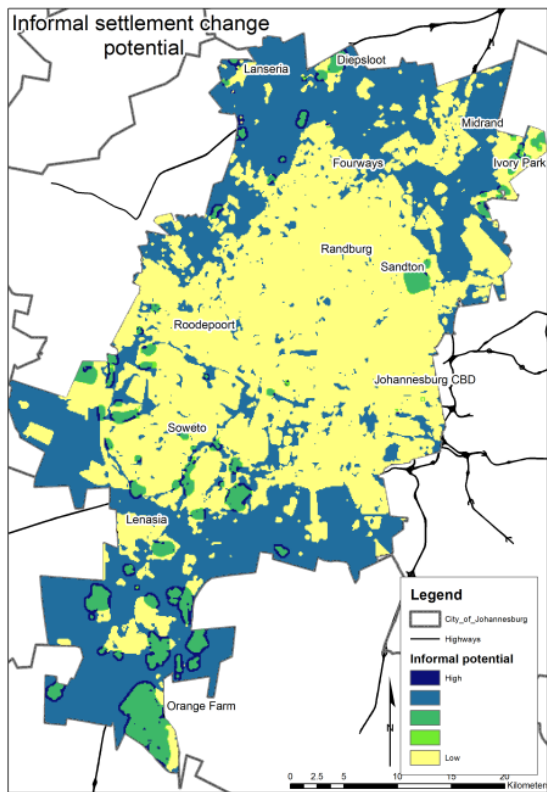 Informal settlement change
potential
Lanseria
Diepsloot
Midrand
Fourways
Ivory Park
Randburg
Sandton
Roodepoort
Johannesburg CBD
Soweto
Lenasia
Orange Farm
Legend
City_of_Johannesburg
Highways
Informal potential
High
Low
N
0 2.5 5 10 15 20
Kilometers